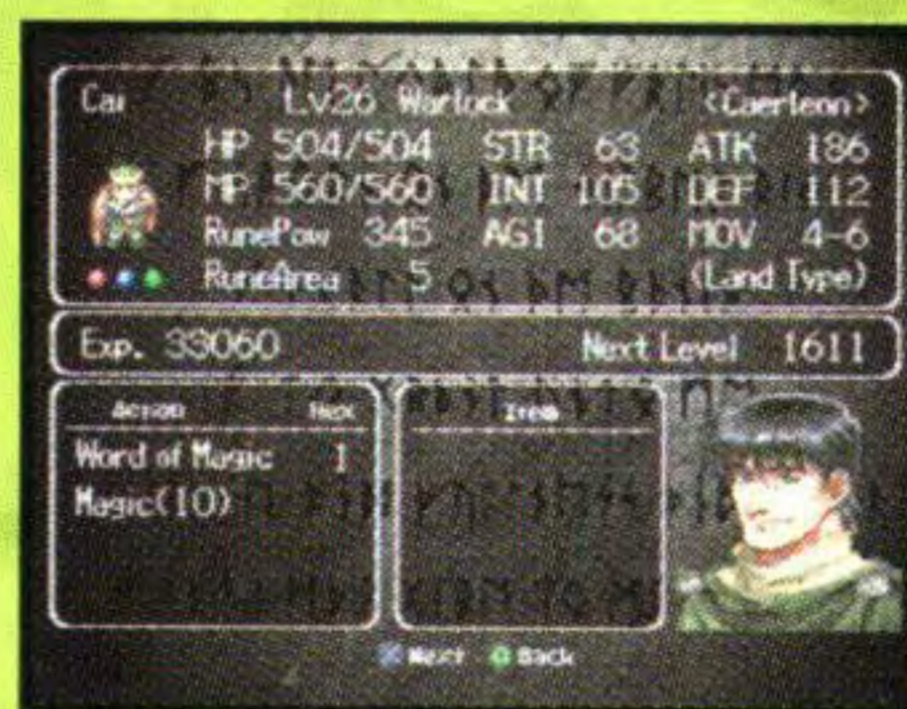 Cai Lv26 Warlock <Caerleon>
HP 504/504 STR 63 ATK 186
MP 560/560 INT 105 DEF 112
RunePow 345 AGI 68 MOV 4-6
RuneArea 5 (Land Type)
Exp. 33060 Next Level 1611
Action Hex Item
Word of Magic 1
Magic(10)
Next Back